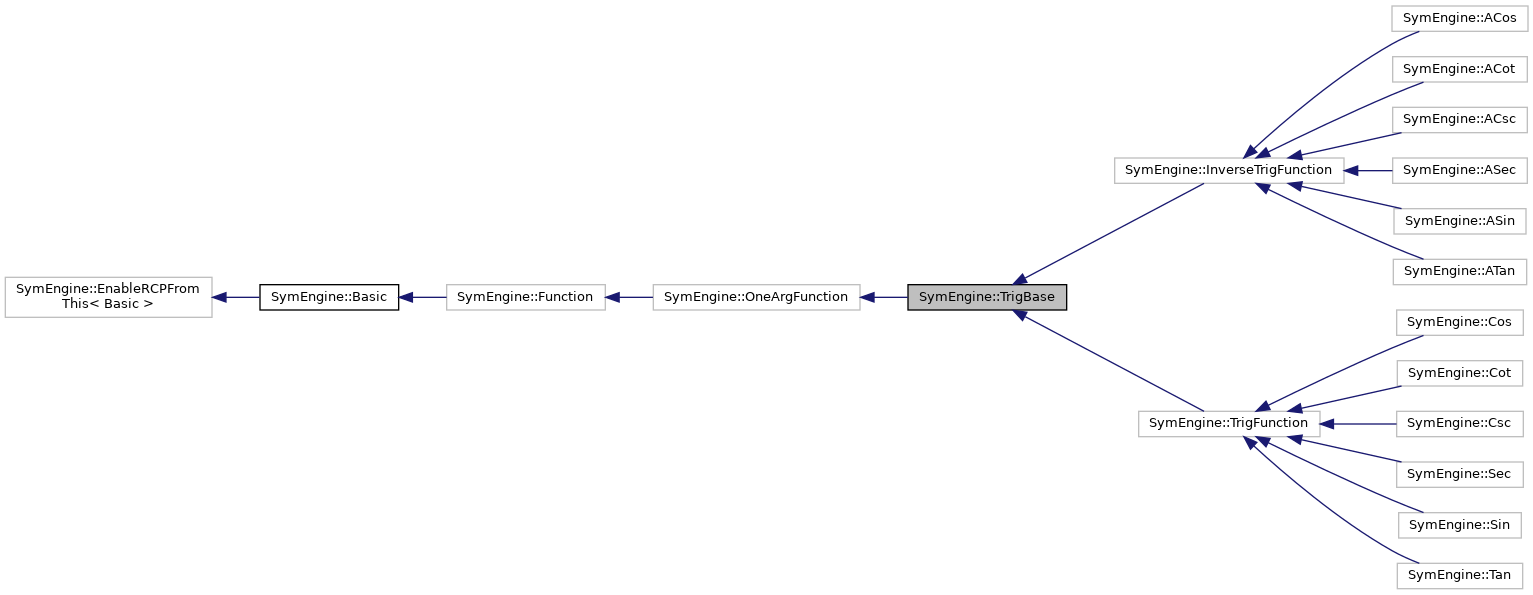 SymEngine::ACos
SymEngine::ACot
SymEngine::ACsc
SymEngine::InverseTrigFunction
SymEngine::ASec
SymEngine::ASin
SymEngine::ATan
SymEngine::EnableRCPFrom
This< Basic >
SymEngine::Basic
SymEngine::Function
SymEngine::OneArgFunction
SymEngine::TrigBase
SymEngine::Cos
SymEngine::Cot
SymEngine::TrigFunction
SymEngine::Csc
SymEngine::Sec
SymEngine::Sin
SymEngine::Tan